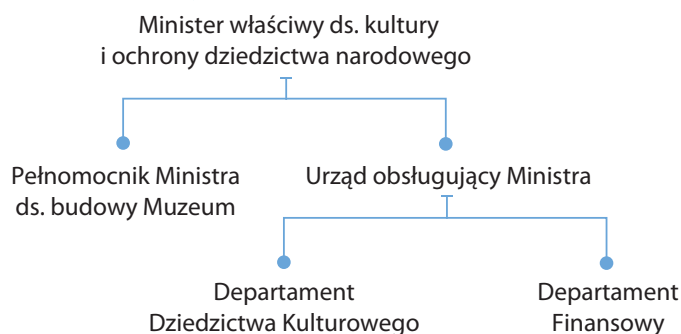 Minister właściwy ds. kultury
i ochrony dziedzictwa narodowego
Pełnomocnik Ministra
ds. budowy Muzeum
Urząd obsługujący Ministra
Departament
Dziedzictwa Kulturowego
Departament
Finansowy